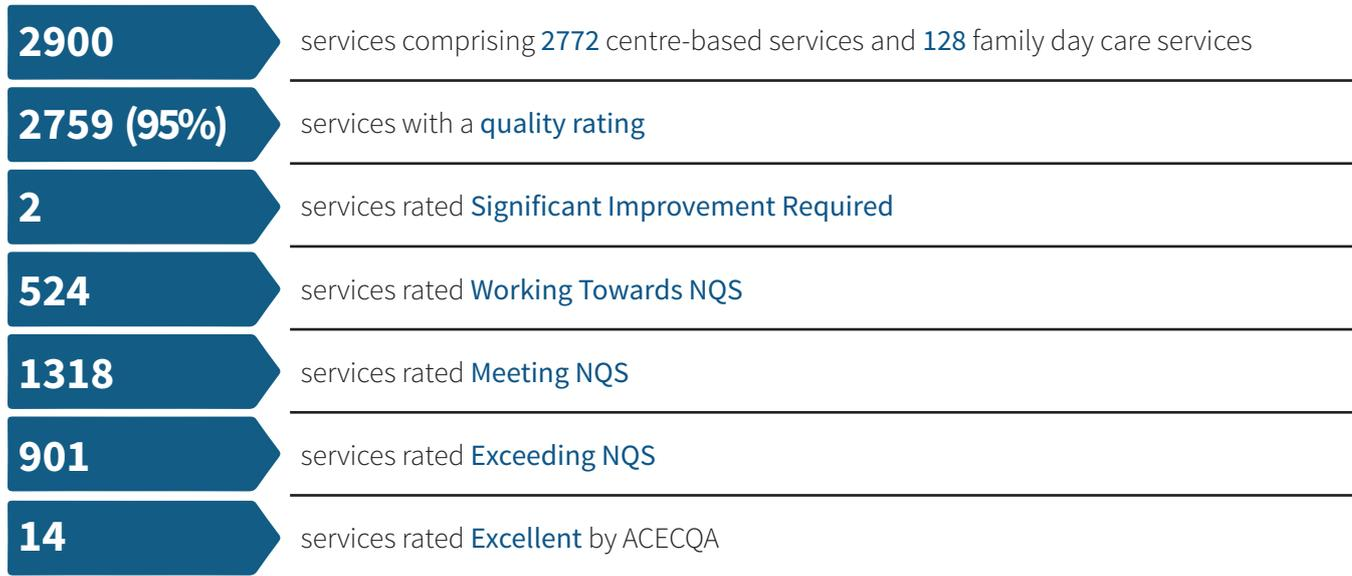 2900 services comprising 2772 centre-based services and 128 family day care services
2759 (95%) services with a quality rating
2 services rated Significant Improvement Required
524 services rated Working Towards NQS
1318 services rated Meeting NQS
901 services rated Exceeding NQS
14 services rated Excellent by ACECQA